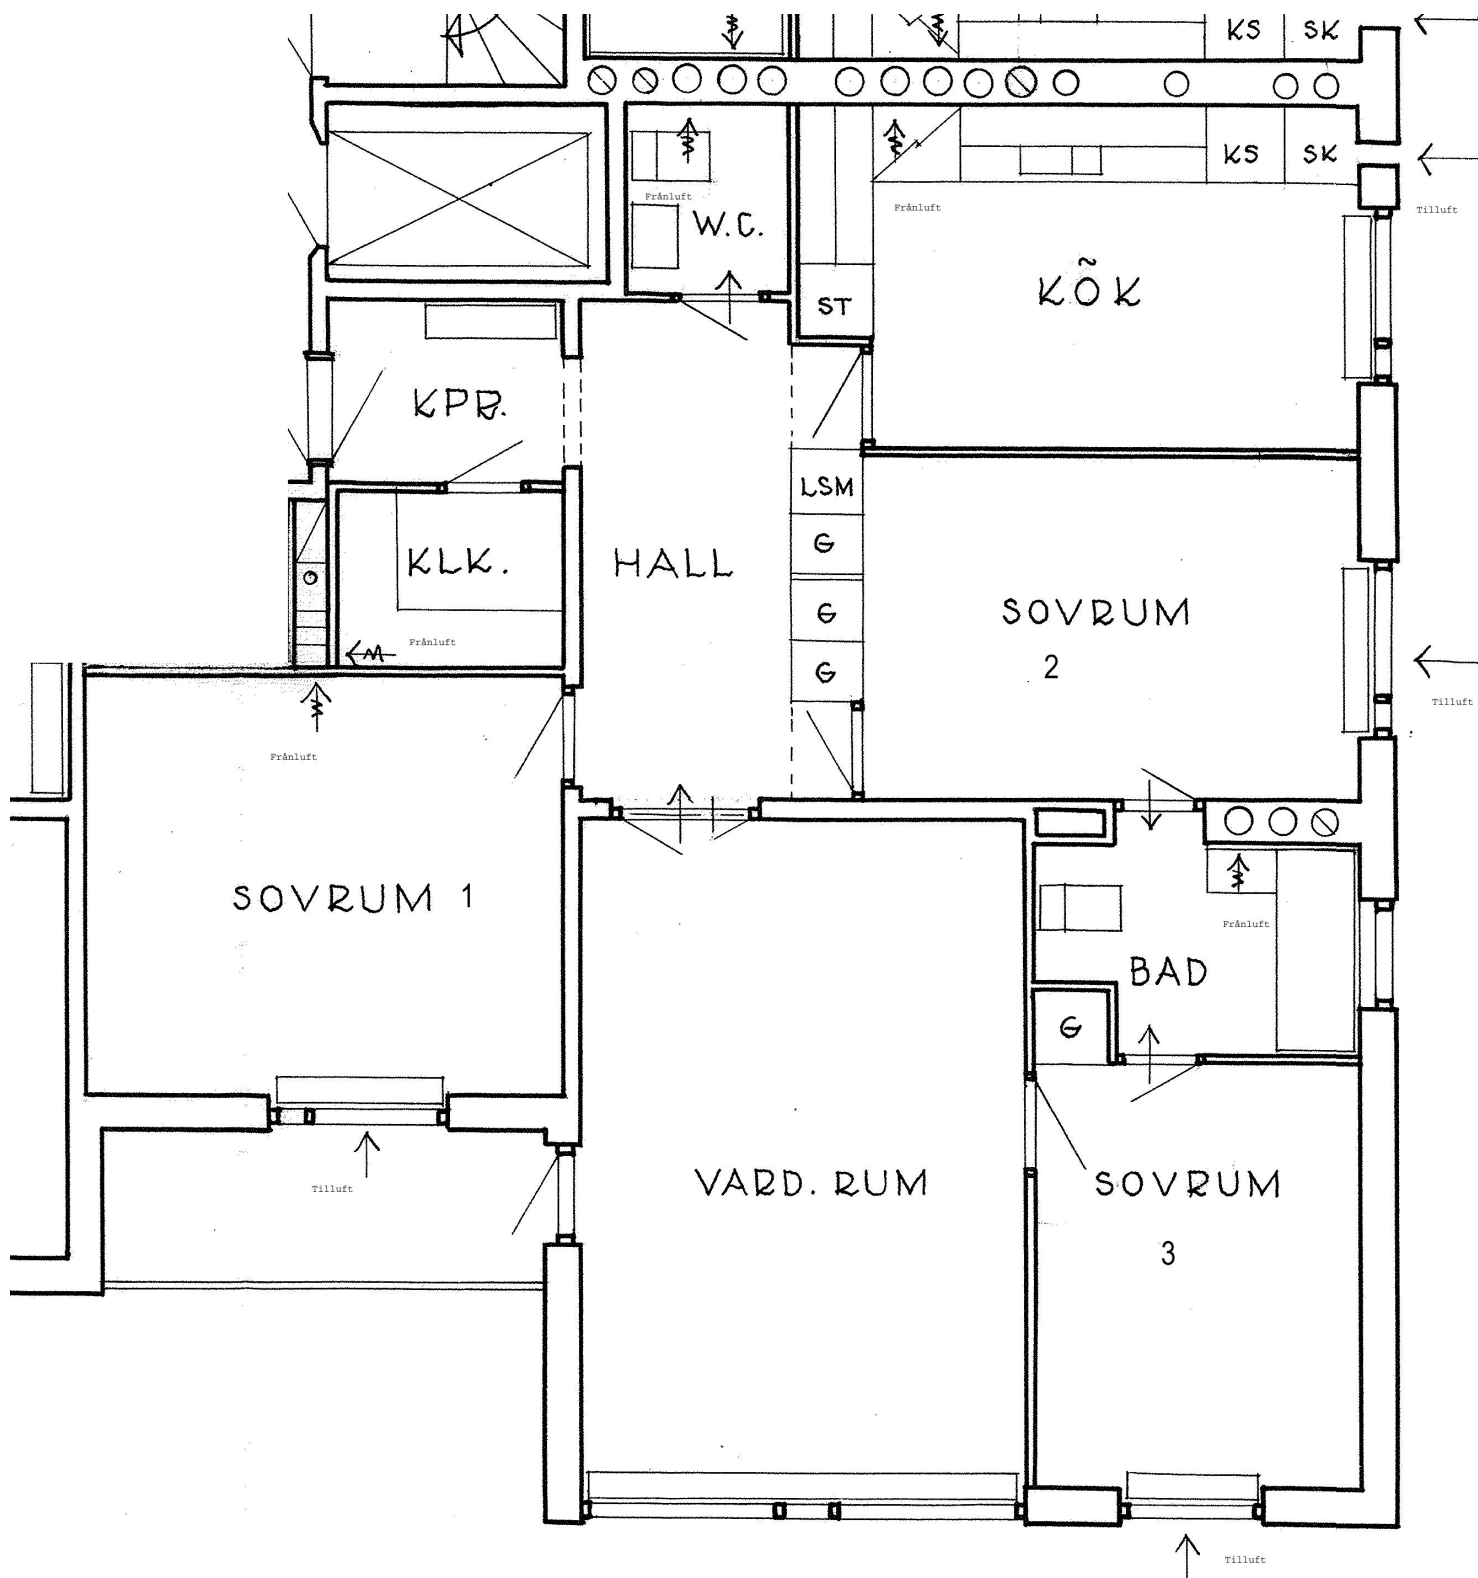 KS SK
KS SK
Frånluft
W.C.
Frånluft
Tilluft
ST
KÖK
KPR.
LSM
G
KLK.
HALL
G
SOVRUM
2
Frånluft
G
Tilluft
Frånluft
SOVRUM 1
Frånluft
BAD
G
Tilluft
VARD. RUM
SOVRUM
3
Tilluft